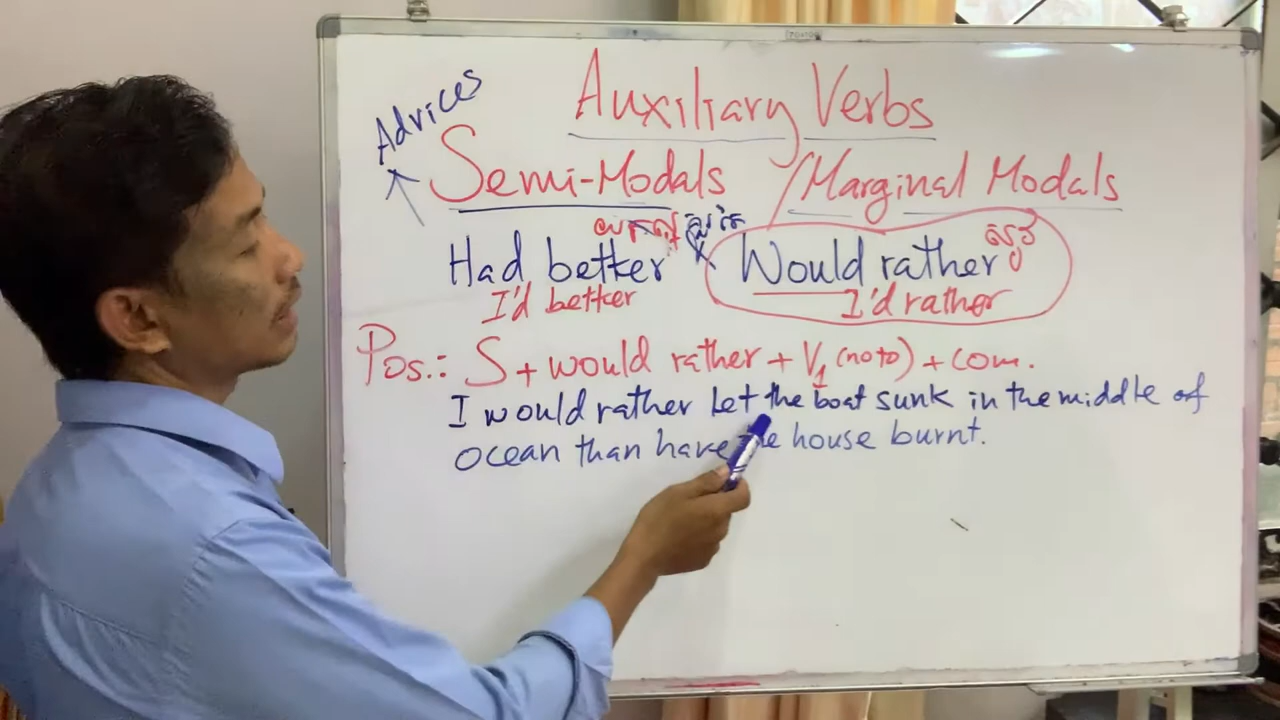 Advices
Auxiliary Verbs
Semi-Modals / Marginal Modals
Had better Would rather
I'd better I'd rather
Pos.: S + would rather + V1 (no to) + com.
I would rather let the boat sunk in the middle of
ocean than have the house burnt.